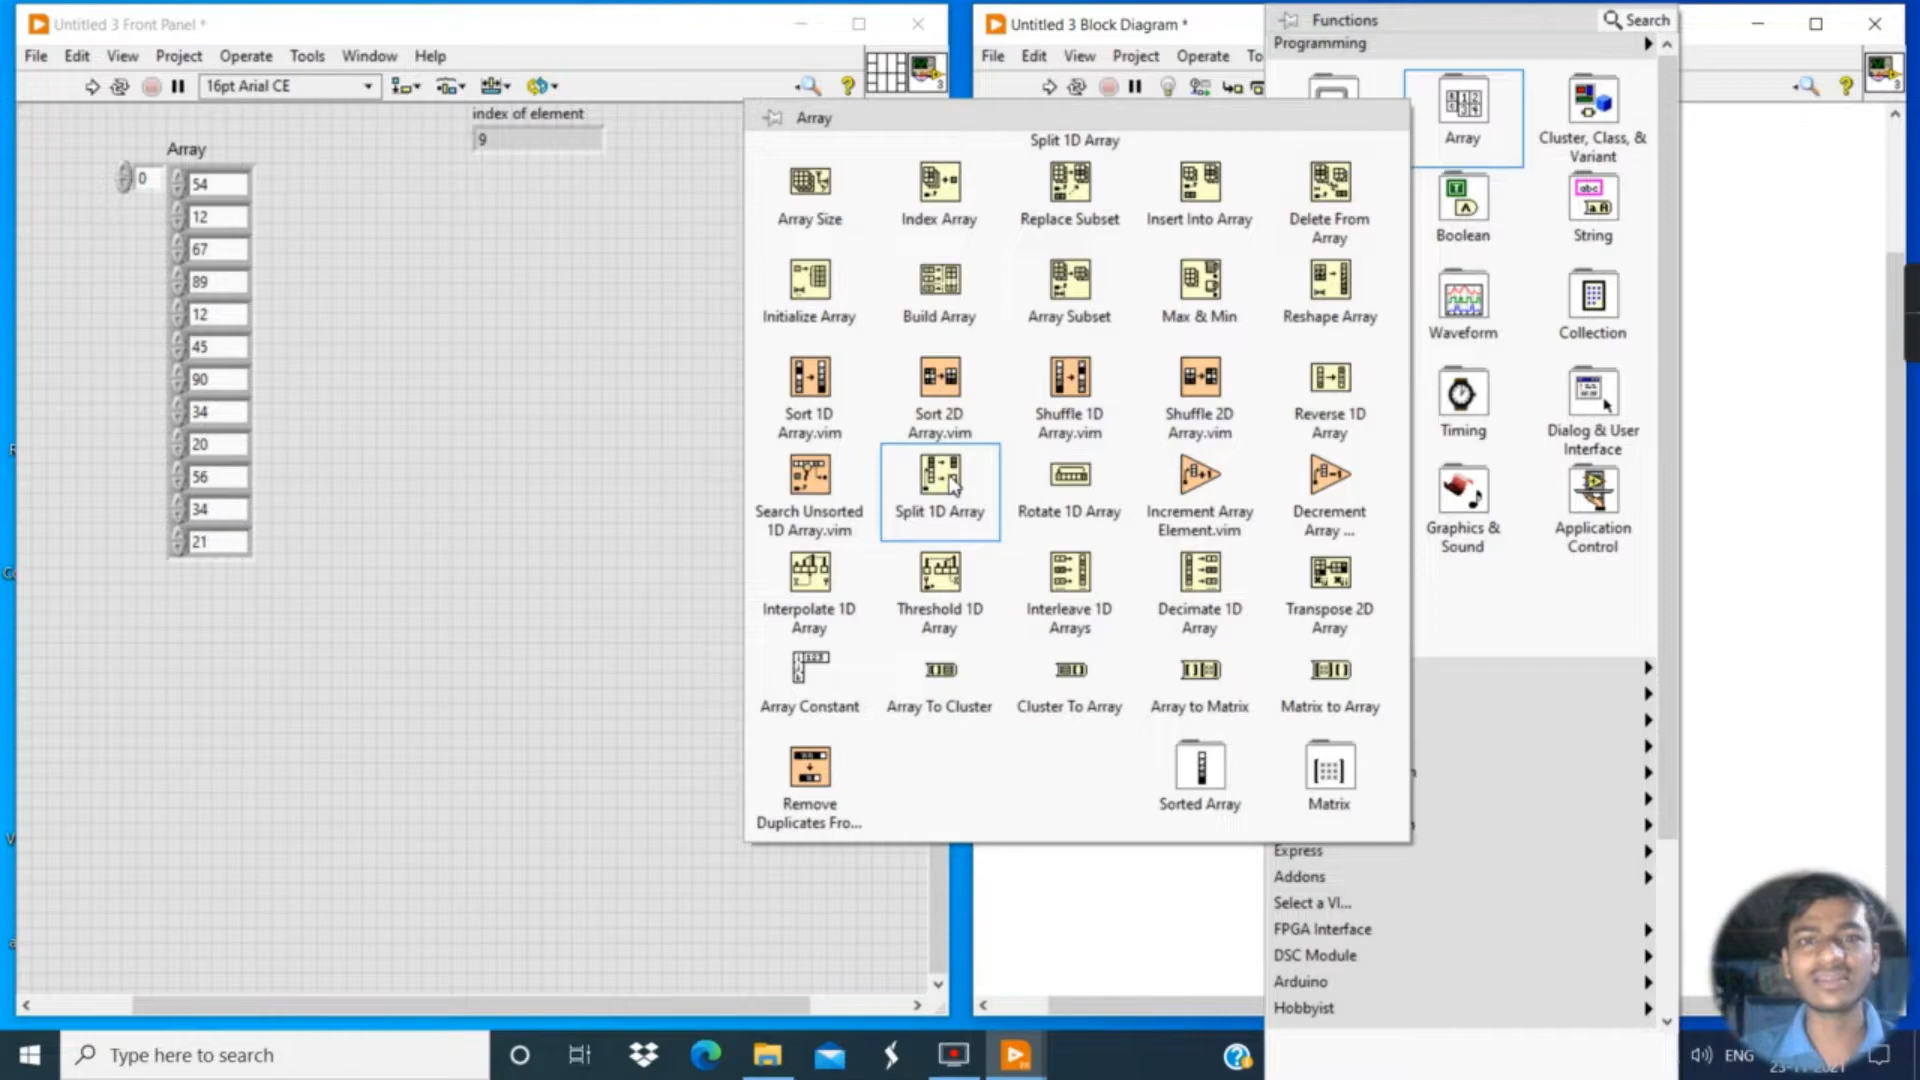 Untitled 3 Front Panel *
File Edit View Project Operate Tools Window Help
16pt Arial CE
3
index of element
9
Array
0
54
12
67
89
12
45
90
34
20
56
34
21
Untitled 3 Block Diagram *
File Edit View Project Operate To
3
Functions
Search
Programming
Array
Cluster, Class, & Variant
Boolean
String
Waveform
Collection
Timing
Dialog & User Interface
Graphics & Sound
Application Control
Express
Addons
Select a VI...
FPGA Interface
DSC Module
Arduino
Hobbyist
Array
Split 1D Array
Array Size
Index Array
Replace Subset
Insert Into Array
Delete From Array
Initialize Array
Build Array
Array Subset
Max & Min
Reshape Array
Sort 1D Array.vim
Sort 2D Array.vim
Shuffle 1D Array.vim
Shuffle 2D Array.vim
Reverse 1D Array
Search Unsorted 1D Array.vim
Split 1D Array
Rotate 1D Array
Increment Array Element.vim
Decrement Array ...
Interpolate 1D Array
Threshold 1D Array
Interleave 1D Arrays
Decimate 1D Array
Transpose 2D Array
Array Constant
Array To Cluster
Cluster To Array
Array to Matrix
Matrix to Array
Remove Duplicates Fro...
Sorted Array
Matrix
Type here to search
ENG
23-11-2021